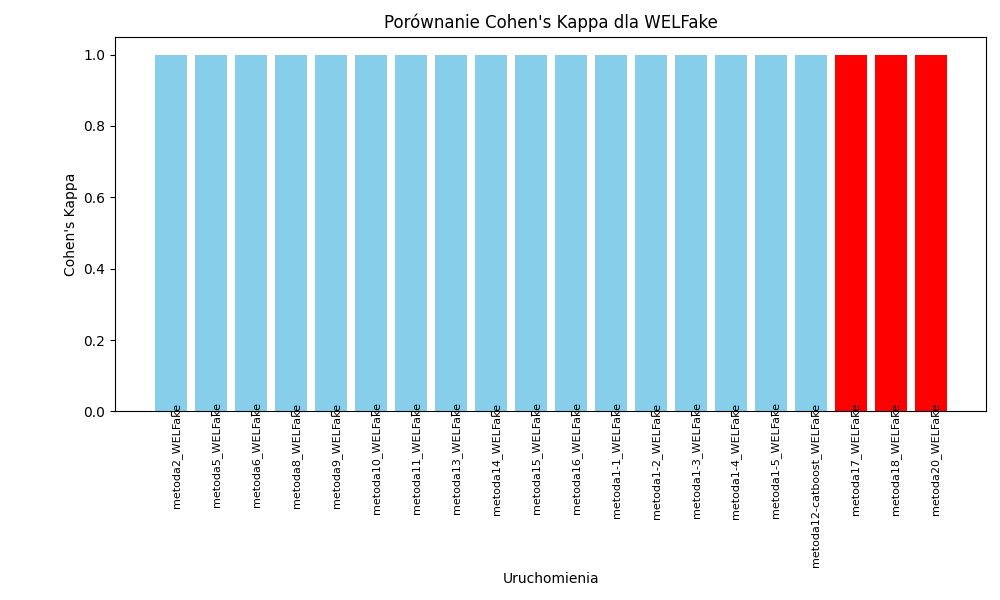 Porównanie Cohen's Kappa dla WELFake
Cohen's Kappa
1.0
0.8
0.6
0.4
0.2
0.0
metoda2_WELFake
metoda5_WELFake
metoda6_WELFake
metoda8_WELFake
metoda9_WELFake
metoda10_WELFake
metoda11_WELFake
metoda13_WELFake
metoda14_WELFake
metoda15_WELFake
metoda16_WELFake
metoda1-1_WELFake
metoda1-2_WELFake
metoda1-3_WELFake
metoda1-4_WELFake
metoda1-5_WELFake
metoda12-catboost_WELFake
metoda17_WELFake
metoda18_WELFake
metoda20_WELFake
Uruchomienia